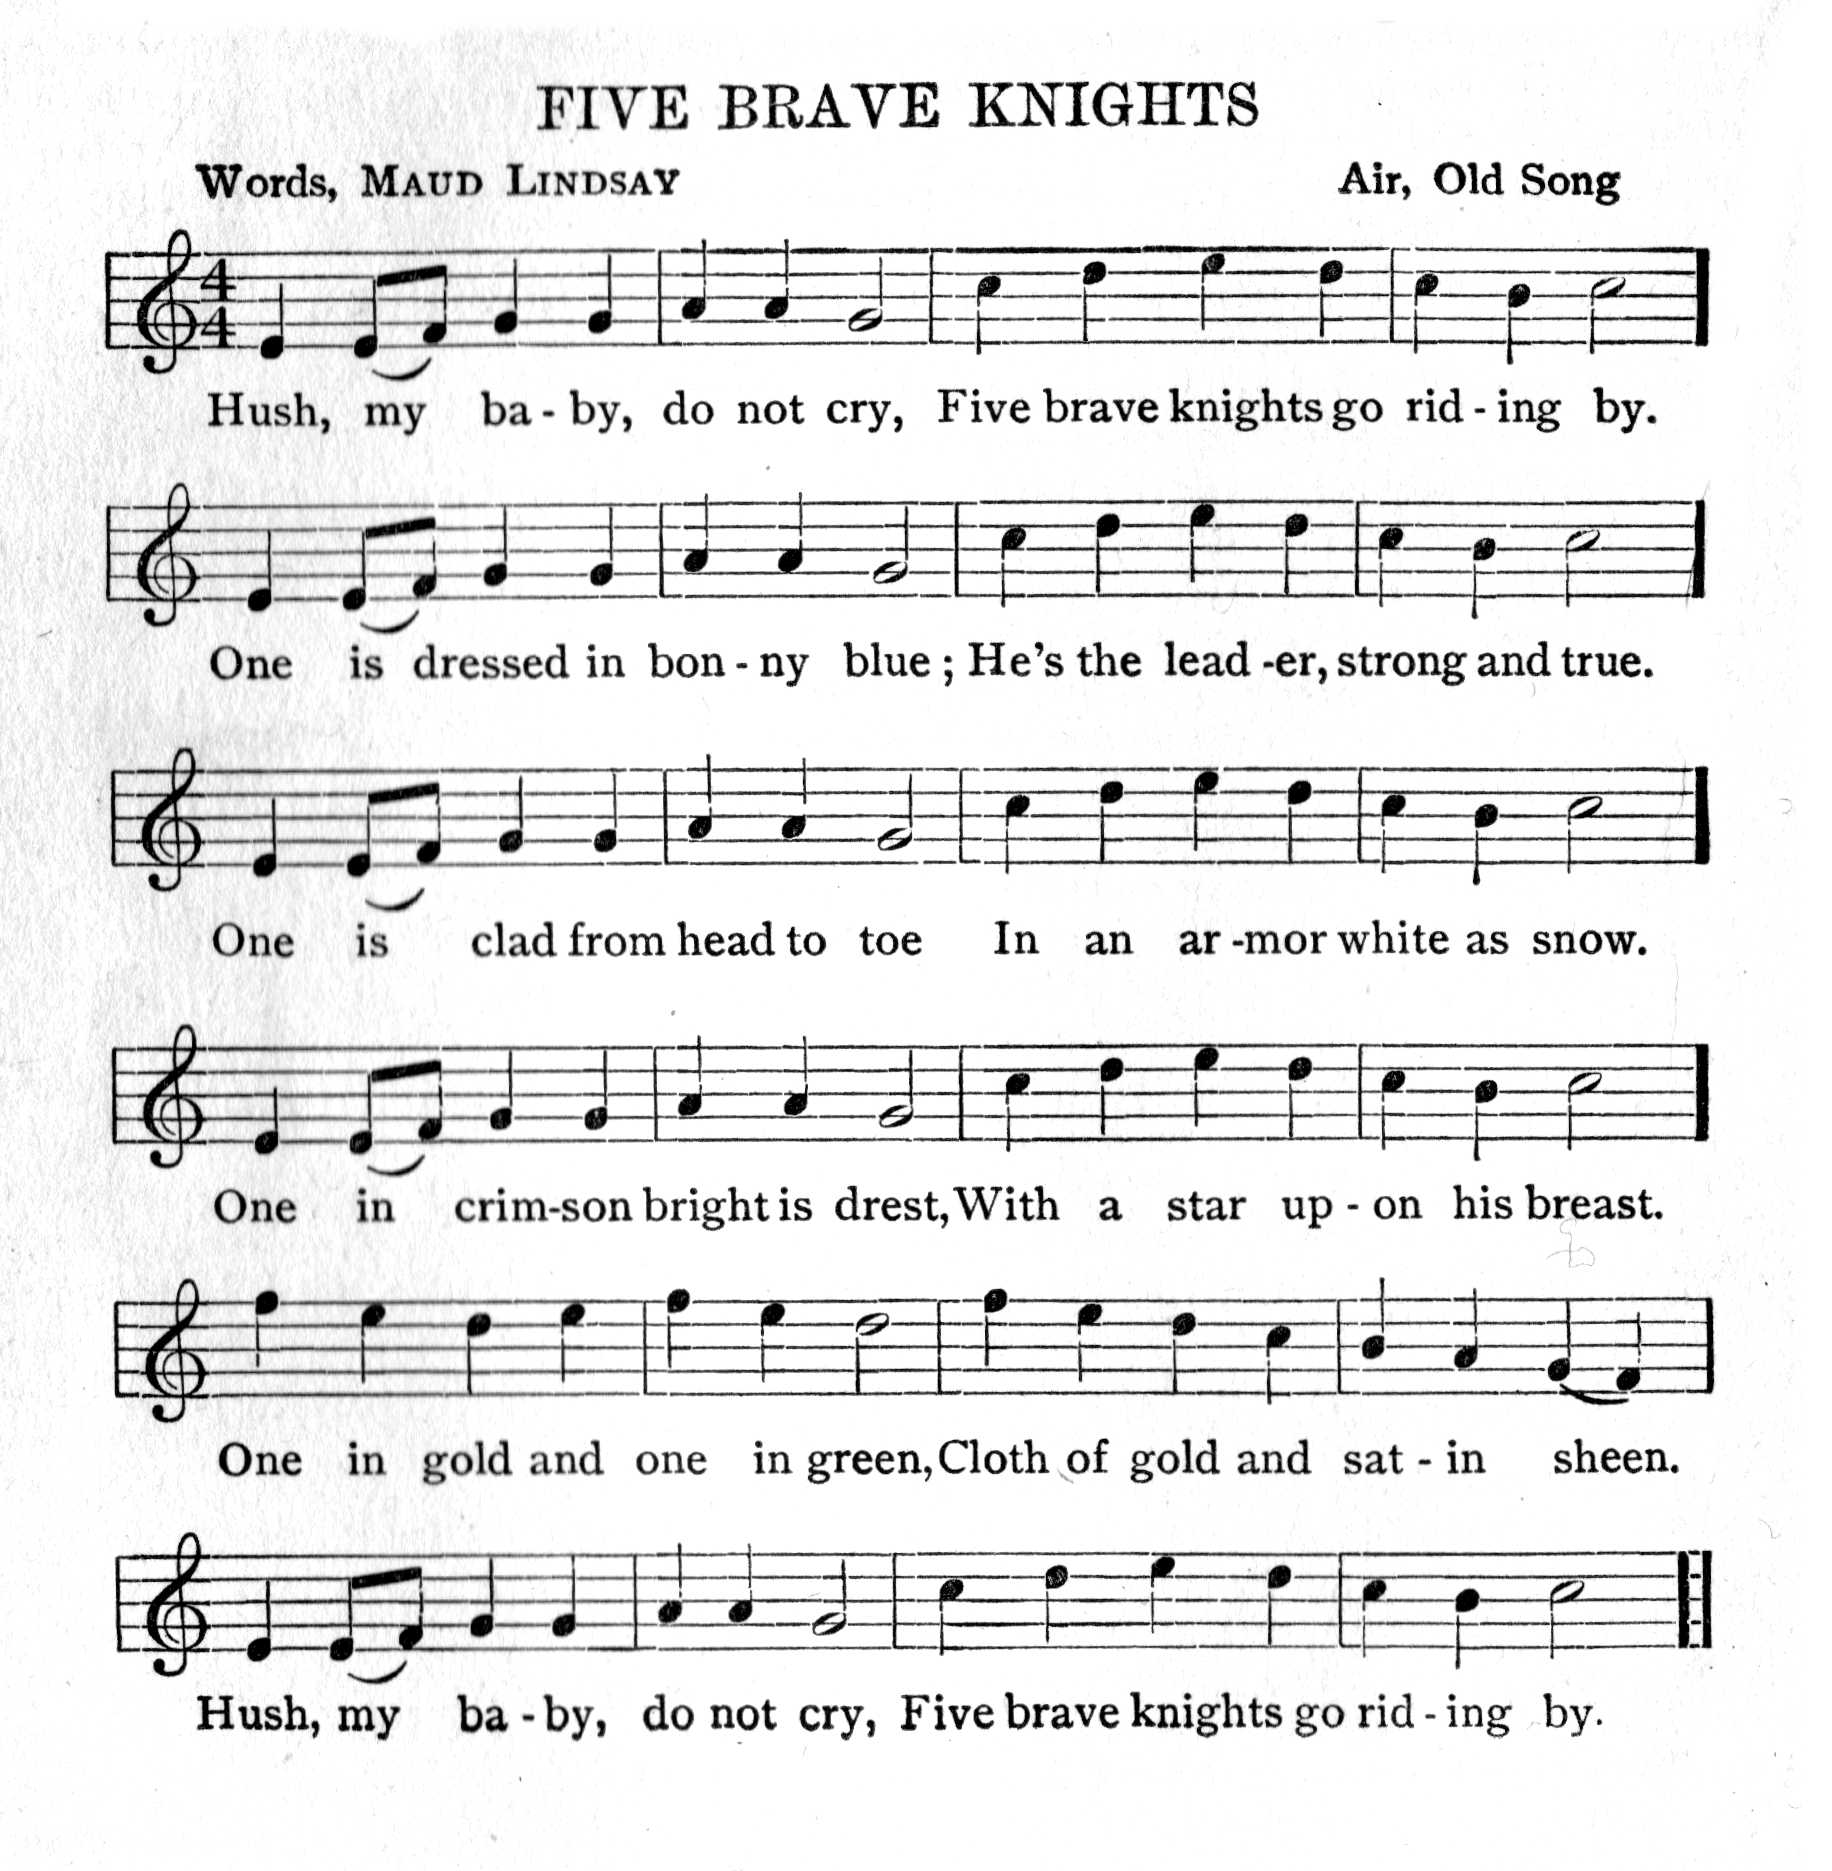 FIVE BRAVE KNIGHTS
Words, MAUD LINDSAY Air, Old Song
4
4
Hush, my ba - by, do not cry, Five brave knights go rid - ing by.
One is dressed in bon - ny blue ; He's the lead -er, strong and true.
One is clad from head to toe In an ar -mor white as snow.
One in crim-son bright is drest, With a star up - on his breast.
One in gold and one in green, Cloth of gold and sat - in sheen.
Hush, my ba - by, do not cry, Five brave knights go rid - ing by.